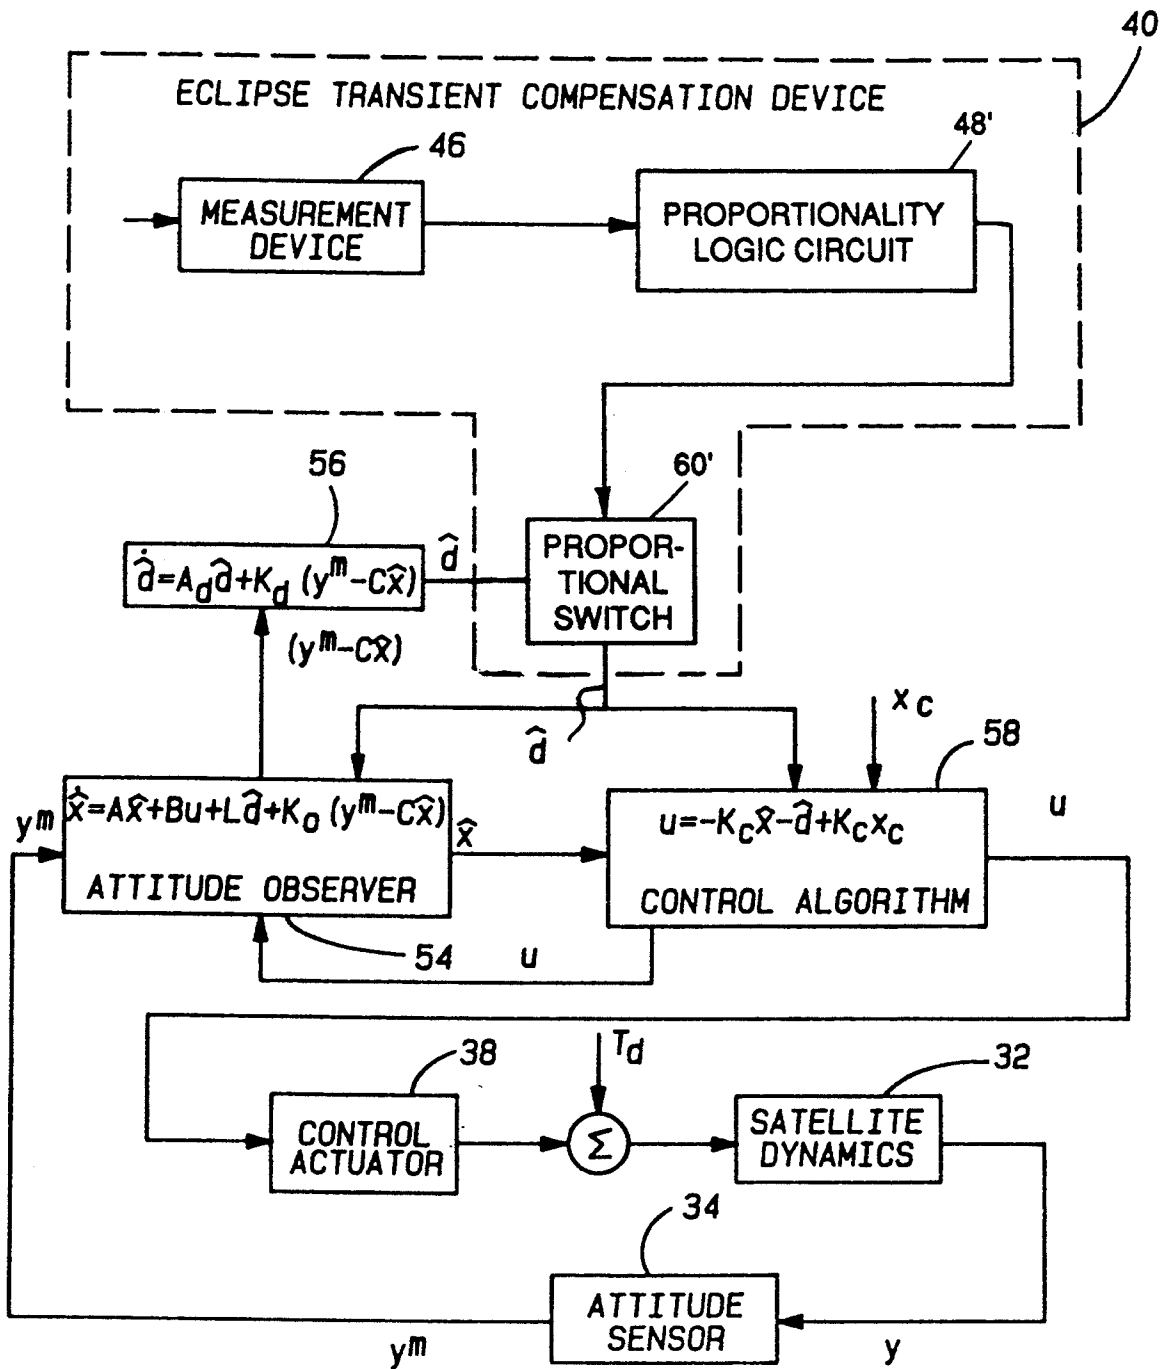 40
ECLIPSE TRANSIENT COMPENSATION DEVICE
46
48'
MEASUREMENT
DEVICE
PROPORTIONALITY
LOGIC CIRCUIT
56
60'
d̂
PROPOR-
TIONAL
SWITCH
d̂̇=A_d d̂+K_d (y^m-Cx̂)
(y^m-Cx̂)
d̂
x_c
58
y^m
x̂̇=Ax̂+Bu+Ld̂+K_o (y^m-Cx̂)
ATTITUDE OBSERVER
x̂
u=-K_c x̂-d̂+K_c x_c
CONTROL ALGORITHM
u
54
u
38
T_d
32
CONTROL
ACTUATOR
Σ
SATELLITE
DYNAMICS
34
ATTITUDE
SENSOR
y
y^m